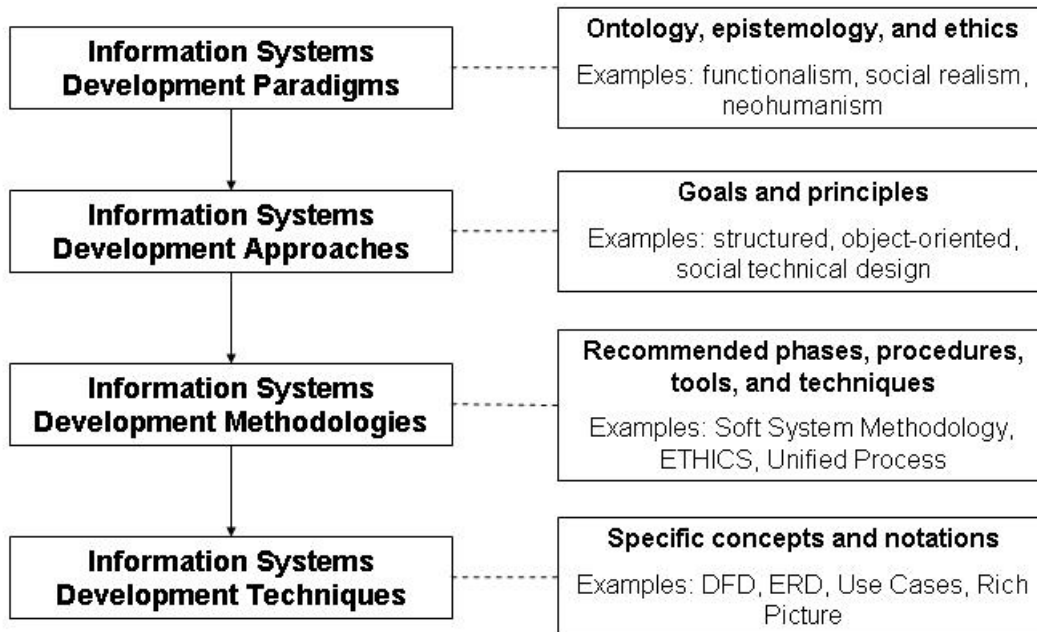 Information Systems
Development Paradigms
Ontology, epistemology, and ethics
Examples: functionalism, social realism,
neohumanism
Information Systems
Development Approaches
Goals and principles
Examples: structured, object-oriented,
social technical design
Information Systems
Development Methodologies
Recommended phases, procedures,
tools, and techniques
Examples: Soft System Methodology,
ETHICS, Unified Process
Information Systems
Development Techniques
Specific concepts and notations
Examples: DFD, ERD, Use Cases, Rich
Picture